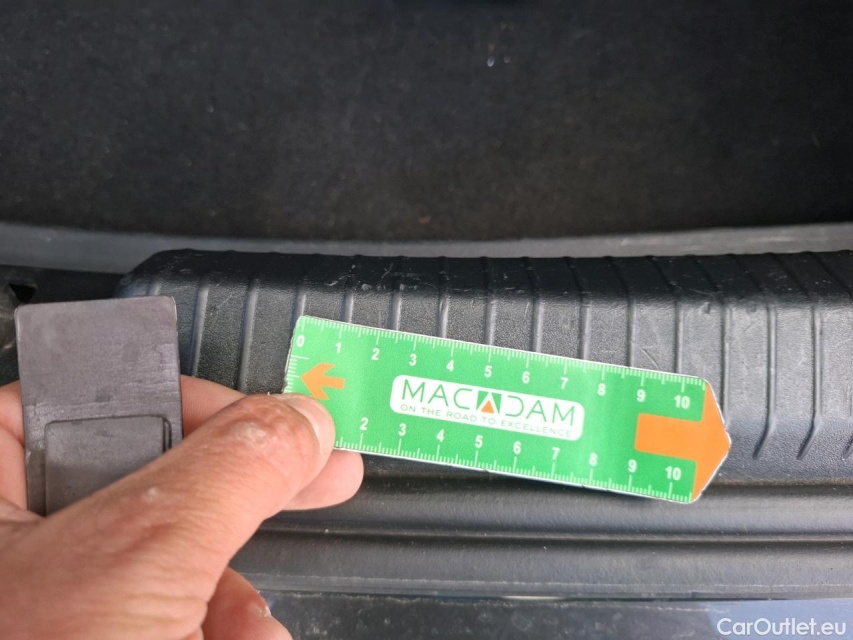 0 1 2 3 4 5 6 7 8 9 10
MACADAM
ON THE ROAD TO EXCELLENCE
2 3 4 5 6 7 8 9 10
CarOutlet.eu